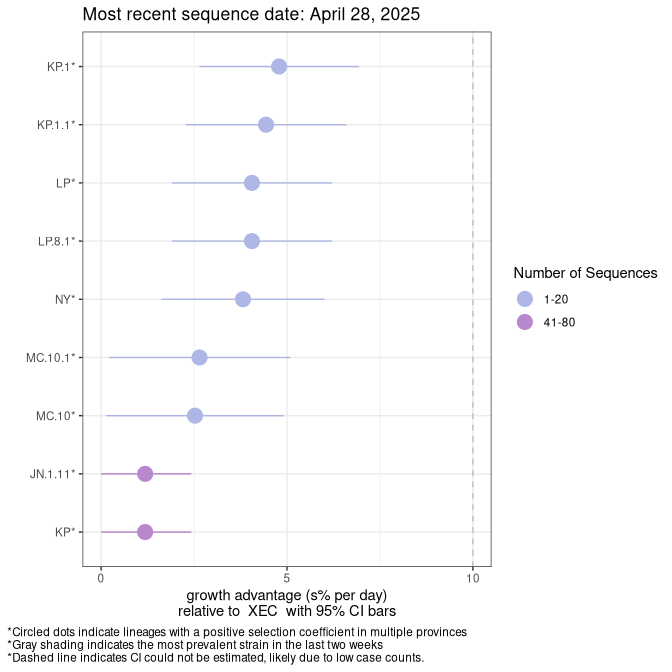 Most recent sequence date: April 28, 2025
KP.1*
KP.1.1*
LP*
LP.8.1*
NY*
MC.10.1*
MC.10*
JN.1.11*
KP*
0 5 10
growth advantage (s% per day)
relative to XEC with 95% CI bars
Number of Sequences
1-20
41-80
*Circled dots indicate lineages with a positive selection coefficient in multiple provinces
*Gray shading indicates the most prevalent strain in the last two weeks
*Dashed line indicates CI could not be estimated, likely due to low case counts.